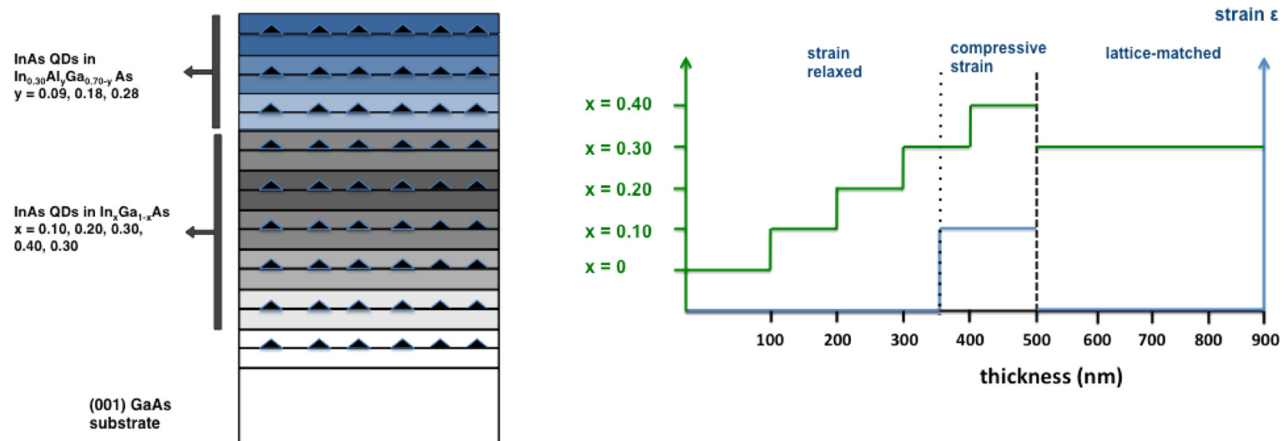 InAs QDs in
In₀.₃₀AlᵧGa₀.₇₀₋ᵧ As
y = 0.09, 0.18, 0.28
InAs QDs in InₓGa₁₋ₓAs
x = 0.10, 0.20, 0.30,
0.40, 0.30
(001) GaAs
substrate
strain ε
strain
relaxed
compressive
strain
lattice-matched
x = 0.40
x = 0.30
x = 0.20
x = 0.10
x = 0
100 200 300 400 500 600 700 800 900
thickness (nm)